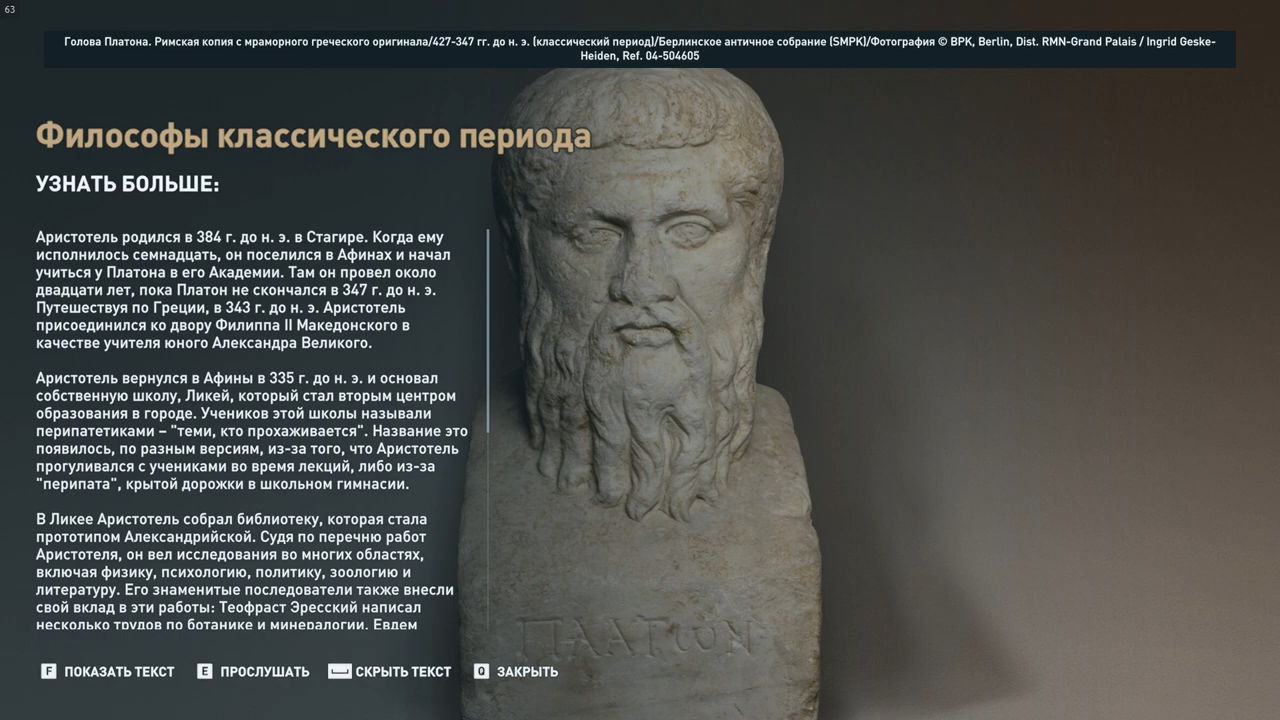 63
Голова Платона. Римская копия с мраморного греческого оригинала/427-347 гг. до н. э. (классический период)/Берлинское античное собрание (SMPK)/Фотография © BPK, Berlin, Dist. RMN-Grand Palais / Ingrid Geske-
Heiden, Ref. 04-504605
Философы классического периода
УЗНАТЬ БОЛЬШЕ:
Аристотель родился в 384 г. до н. э. в Стагире. Когда ему
исполнилось семнадцать, он поселился в Афинах и начал
учиться у Платона в его Академии. Там он провел около
двадцати лет, пока Платон не скончался в 347 г. до н. э.
Путешествуя по Греции, в 343 г. до н. э. Аристотель
присоединился ко двору Филиппа II Македонского в
качестве учителя юного Александра Великого.
Аристотель вернулся в Афины в 335 г. до н. э. и основал
собственную школу, Ликей, который стал вторым центром
образования в городе. Учеников этой школы называли
перипатетиками – "теми, кто прохаживается". Название это
появилось, по разным версиям, из-за того, что Аристотель
прогуливался с учениками во время лекций, либо из-за
"перипата", крытой дорожки в школьном гимнасии.
В Ликее Аристотель собрал библиотеку, которая стала
прототипом Александрийской. Судя по перечню работ
Аристотеля, он вел исследования во многих областях,
включая физику, психологию, политику, зоологию и
литературу. Его знаменитые последователи также внесли
свой вклад в эти работы: Теофраст Эресский написал
несколько трудов по ботанике и минералогии, Евдем
ΠΛΑΤΩΝ
F ПОКАЗАТЬ ТЕКСТ E ПРОСЛУШАТЬ СКРЫТЬ ТЕКСТ Q ЗАКРЫТЬ